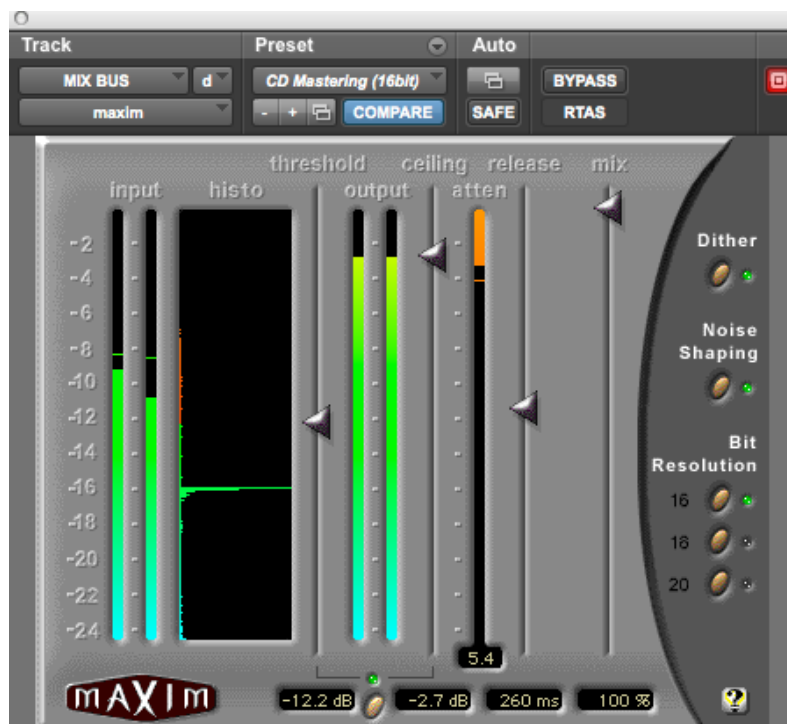 Track Preset Auto
MIX BUS d CD Mastering (16bit) BYPASS
maxim - + COMPARE SAFE RTAS
threshold ceiling release mix
input histo output atten
-2
-4
-6
-8
-10
-12
-14
-16
-18
-20
-22
-24
Dither
Noise
Shaping
Bit
Resolution
16
18
20
5.4
MAXIM -12.2 dB -2.7 dB 260 ms 100 % ?